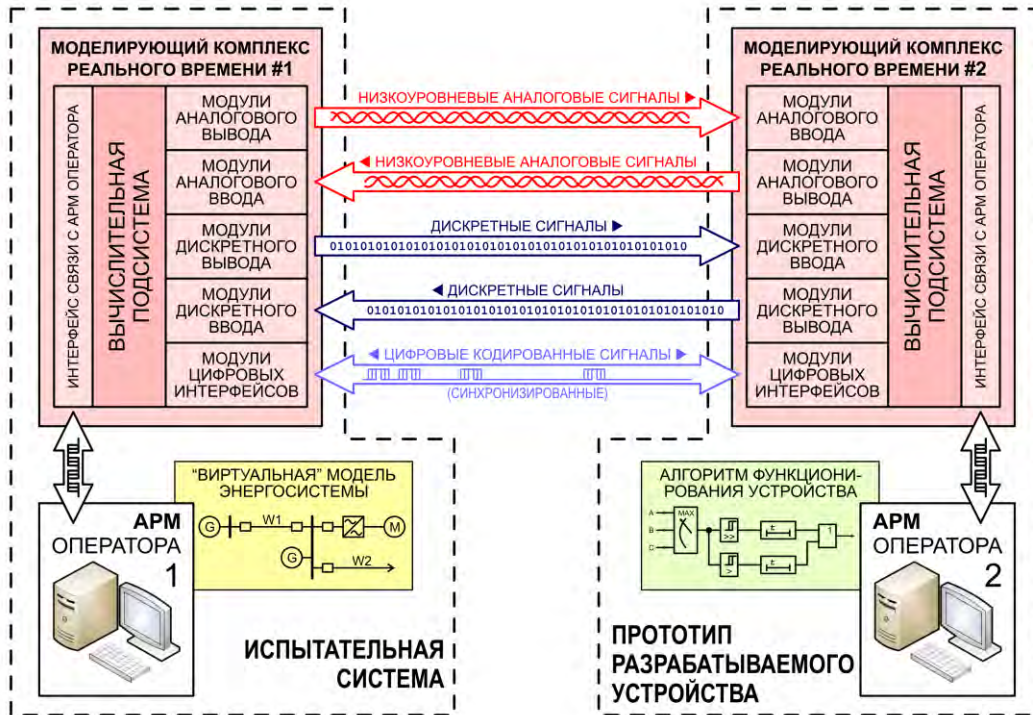 МОДЕЛИРУЮЩИЙ КОМПЛЕКС
РЕАЛЬНОГО ВРЕМЕНИ #1
ИНТЕРФЕЙС СВЯЗИ С АРМ ОПЕРАТОРА
ВЫЧИСЛИТЕЛЬНАЯ
ПОДСИСТЕМА
МОДУЛИ
АНАЛОГОВОГО
ВЫВОДА
МОДУЛИ
АНАЛОГОВОГО
ВВОДА
МОДУЛИ
ДИСКРЕТНОГО
ВЫВОДА
МОДУЛИ
ДИСКРЕТНОГО
ВВОДА
МОДУЛИ
ЦИФРОВЫХ
ИНТЕРФЕЙСОВ
НИЗКОУРОВНЕВЫЕ АНАЛОГОВЫЕ СИГНАЛЫ ►
◄ НИЗКОУРОВНЕВЫЕ АНАЛОГОВЫЕ СИГНАЛЫ
ДИСКРЕТНЫЕ СИГНАЛЫ ►
◄ ДИСКРЕТНЫЕ СИГНАЛЫ
◄ ЦИФРОВЫЕ КОДИРОВАННЫЕ СИГНАЛЫ ►
(СИНХРОНИЗИРОВАННЫЕ)
МОДЕЛИРУЮЩИЙ КОМПЛЕКС
РЕАЛЬНОГО ВРЕМЕНИ #2
МОДУЛИ
АНАЛОГОВОГО
ВВОДА
МОДУЛИ
АНАЛОГОВОГО
ВЫВОДА
МОДУЛИ
ДИСКРЕТНОГО
ВВОДА
МОДУЛИ
ДИСКРЕТНОГО
ВЫВОДА
МОДУЛИ
ЦИФРОВЫХ
ИНТЕРФЕЙСОВ
ВЫЧИСЛИТЕЛЬНАЯ
ПОДСИСТЕМА
ИНТЕРФЕЙС СВЯЗИ С АРМ ОПЕРАТОРА
АРМ
ОПЕРАТОРА
1
"ВИРТУАЛЬНАЯ" МОДЕЛЬ
ЭНЕРГОСИСТЕМЫ
G
W1
M
G
W2
ИСПЫТАТЕЛЬНАЯ
СИСТЕМА
АЛГОРИТМ ФУНКЦИОНИ-
РОВАНИЯ УСТРОЙСТВА
A
B
C
MAX
>>
>
t
t
1
ПРОТОТИП
РАЗРАБАТЫВАЕМОГО
УСТРОЙСТВА
АРМ
ОПЕРАТОРА
2